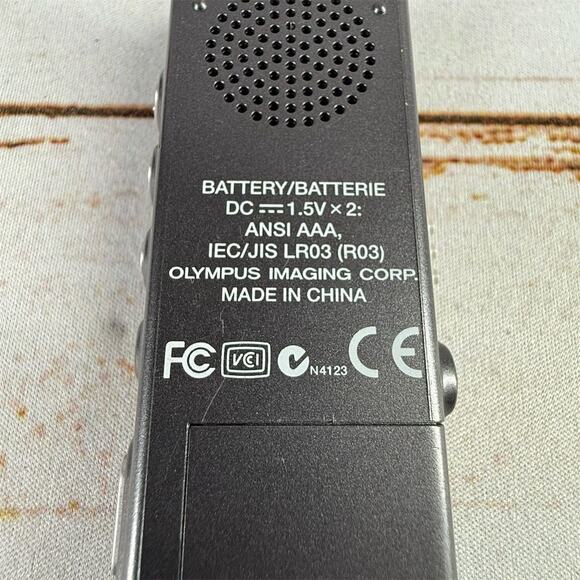 BATTERY/BATTERIE
DC ⎓ 1.5V × 2:
ANSI AAA,
IEC/JIS LR03 (R03)
OLYMPUS IMAGING CORP.
MADE IN CHINA
FC VCI N4123 CE